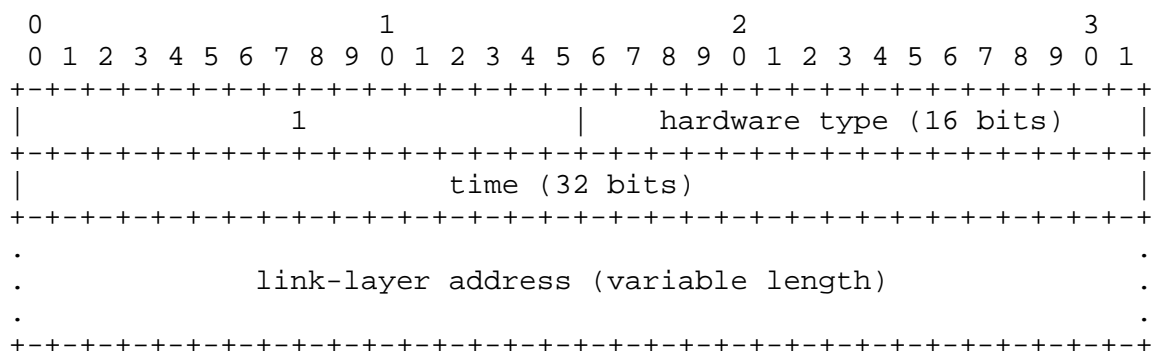 0                   1                   2                   3
 0 1 2 3 4 5 6 7 8 9 0 1 2 3 4 5 6 7 8 9 0 1 2 3 4 5 6 7 8 9 0 1
+-+-+-+-+-+-+-+-+-+-+-+-+-+-+-+-+-+-+-+-+-+-+-+-+-+-+-+-+-+-+-+-+
|               1               |    hardware type (16 bits)    |
+-+-+-+-+-+-+-+-+-+-+-+-+-+-+-+-+-+-+-+-+-+-+-+-+-+-+-+-+-+-+-+-+
|                        time (32 bits)                         |
+-+-+-+-+-+-+-+-+-+-+-+-+-+-+-+-+-+-+-+-+-+-+-+-+-+-+-+-+-+-+-+-+
.                                                               .
.             link-layer address (variable length)              .
.                                                               .
+-+-+-+-+-+-+-+-+-+-+-+-+-+-+-+-+-+-+-+-+-+-+-+-+-+-+-+-+-+-+-+-+